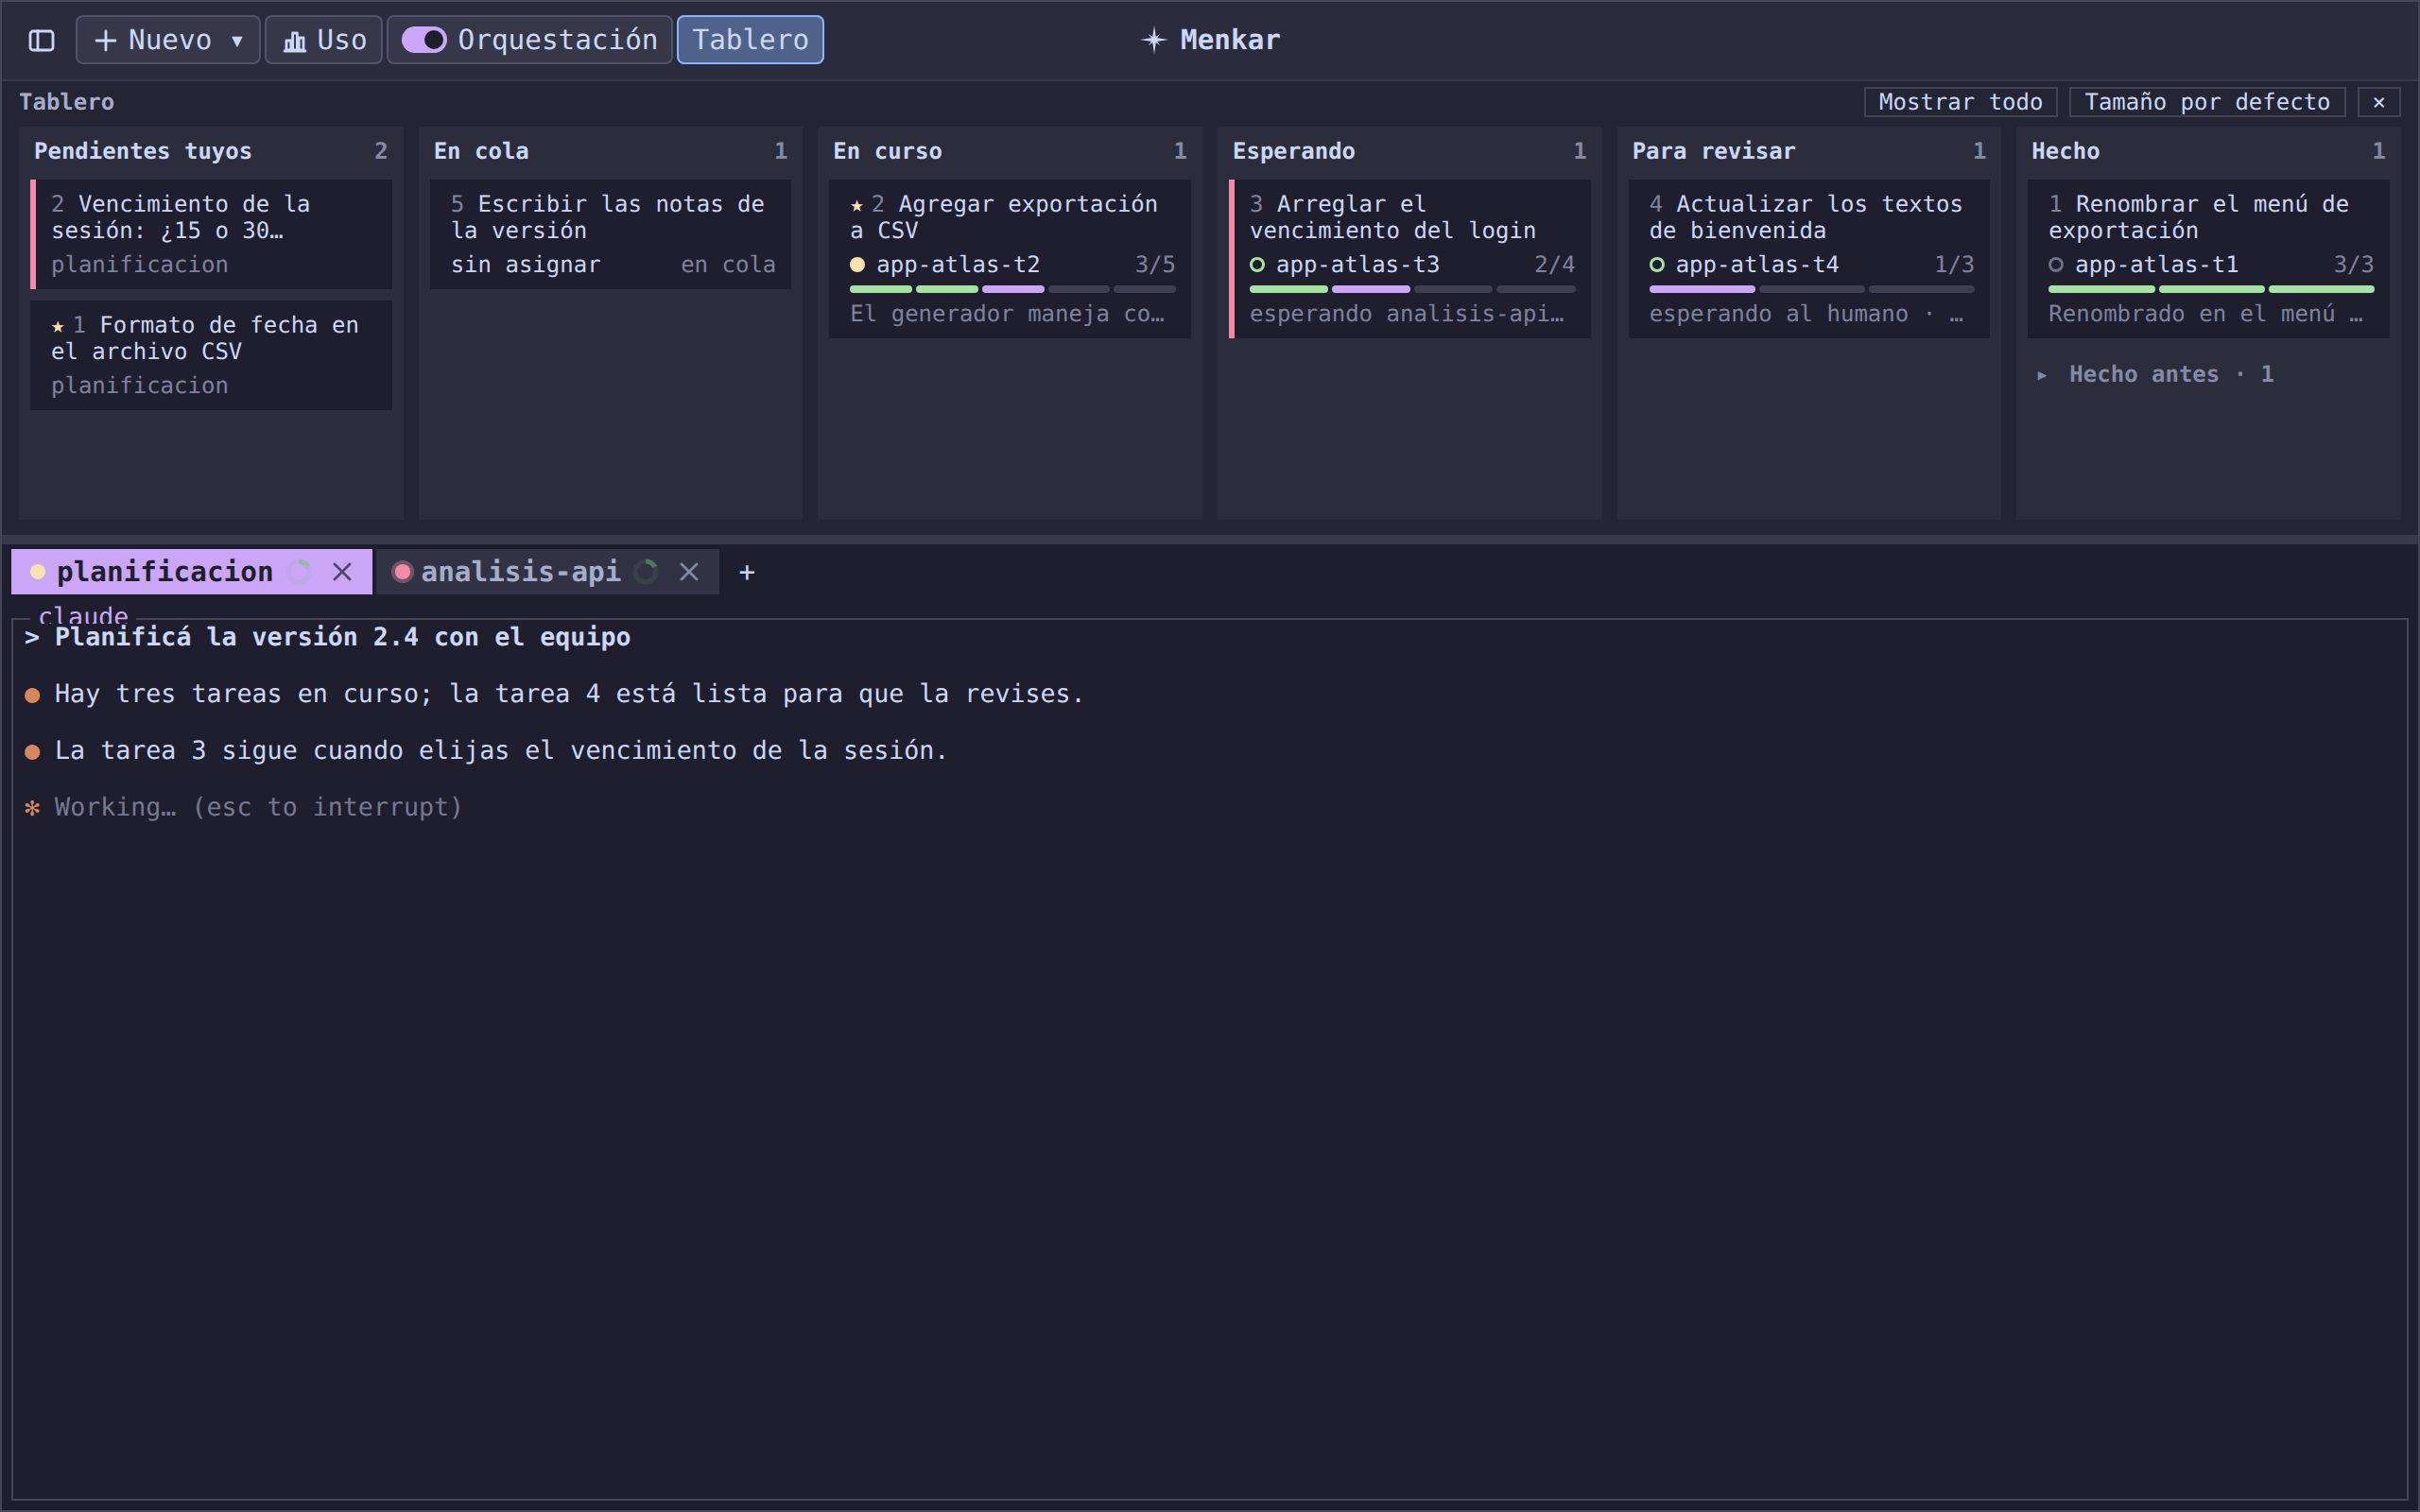 Nuevo ▼
Uso
Orquestación
Tablero
Menkar
Tablero
Mostrar todo
Tamaño por defecto
×
Pendientes tuyos 2
2 Vencimiento de la
sesión: ¿15 o 30…
planificacion
★ 1 Formato de fecha en
el archivo CSV
planificacion
En cola 1
5 Escribir las notas de
la versión
sin asignar en cola
En curso 1
★ 2 Agregar exportación
a CSV
app-atlas-t2 3/5
El generador maneja co…
Esperando 1
3 Arreglar el
vencimiento del login
app-atlas-t3 2/4
esperando analisis-api…
Para revisar 1
4 Actualizar los textos
de bienvenida
app-atlas-t4 1/3
esperando al humano · …
Hecho 1
1 Renombrar el menú de
exportación
app-atlas-t1 3/3
Renombrado en el menú …
▸ Hecho antes · 1
planificacion
analisis-api
+
claude
> Planificá la versión 2.4 con el equipo
● Hay tres tareas en curso; la tarea 4 está lista para que la revises.
● La tarea 3 sigue cuando elijas el vencimiento de la sesión.
✻ Working… (esc to interrupt)